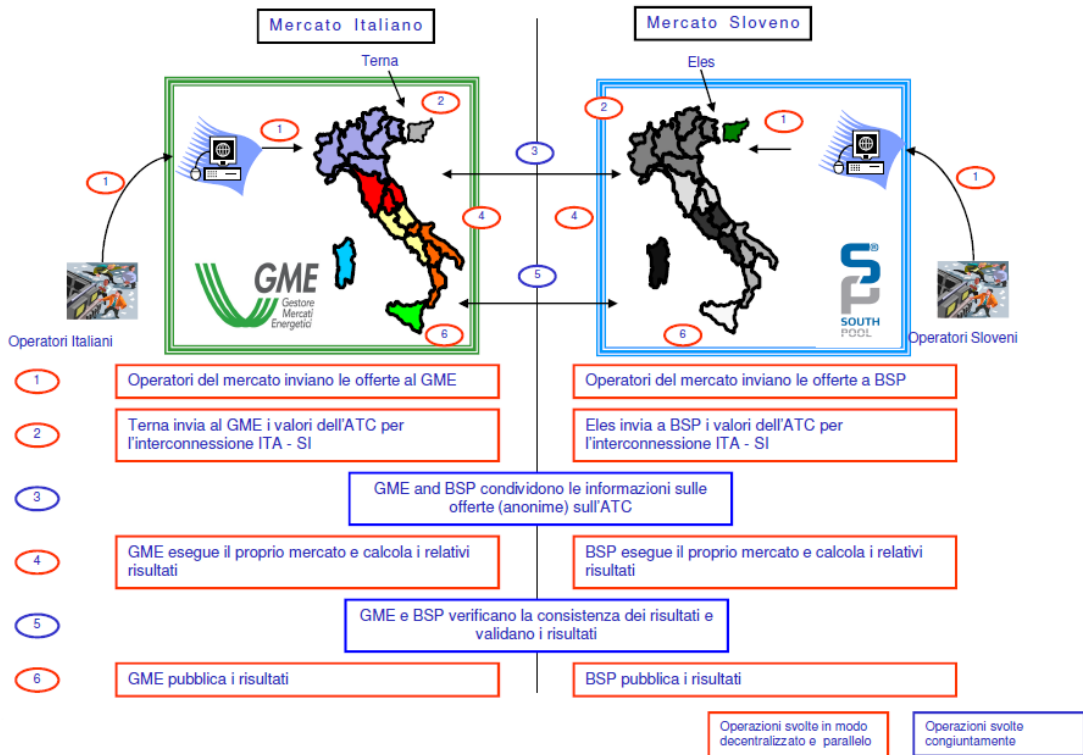 Mercato Italiano
Mercato Sloveno
Terna
Eles
2
2
1
1
3
1
1
4
4
5
GME
Gestore
Mercati
Energetici
SP®
SOUTH
POOL
6
6
Operatori Italiani
Operatori Sloveni
1
Operatori del mercato inviano le offerte al GME
Operatori del mercato inviano le offerte a BSP
2
Terna invia al GME i valori dell'ATC per
l'interconnessione ITA - SI
Eles invia a BSP i valori dell'ATC per
l'interconnessione ITA - SI
3
GME and BSP condividono le informazioni sulle
offerte (anonime) sull'ATC
4
GME esegue il proprio mercato e calcola i relativi
risultati
BSP esegue il proprio mercato e calcola i relativi
risultati
5
GME e BSP verificano la consistenza dei risultati e
validano i risultati
6
GME pubblica i risultati
BSP pubblica i risultati
Operazioni svolte in modo
decentralizzato e parallelo
Operazioni svolte
congiuntamente